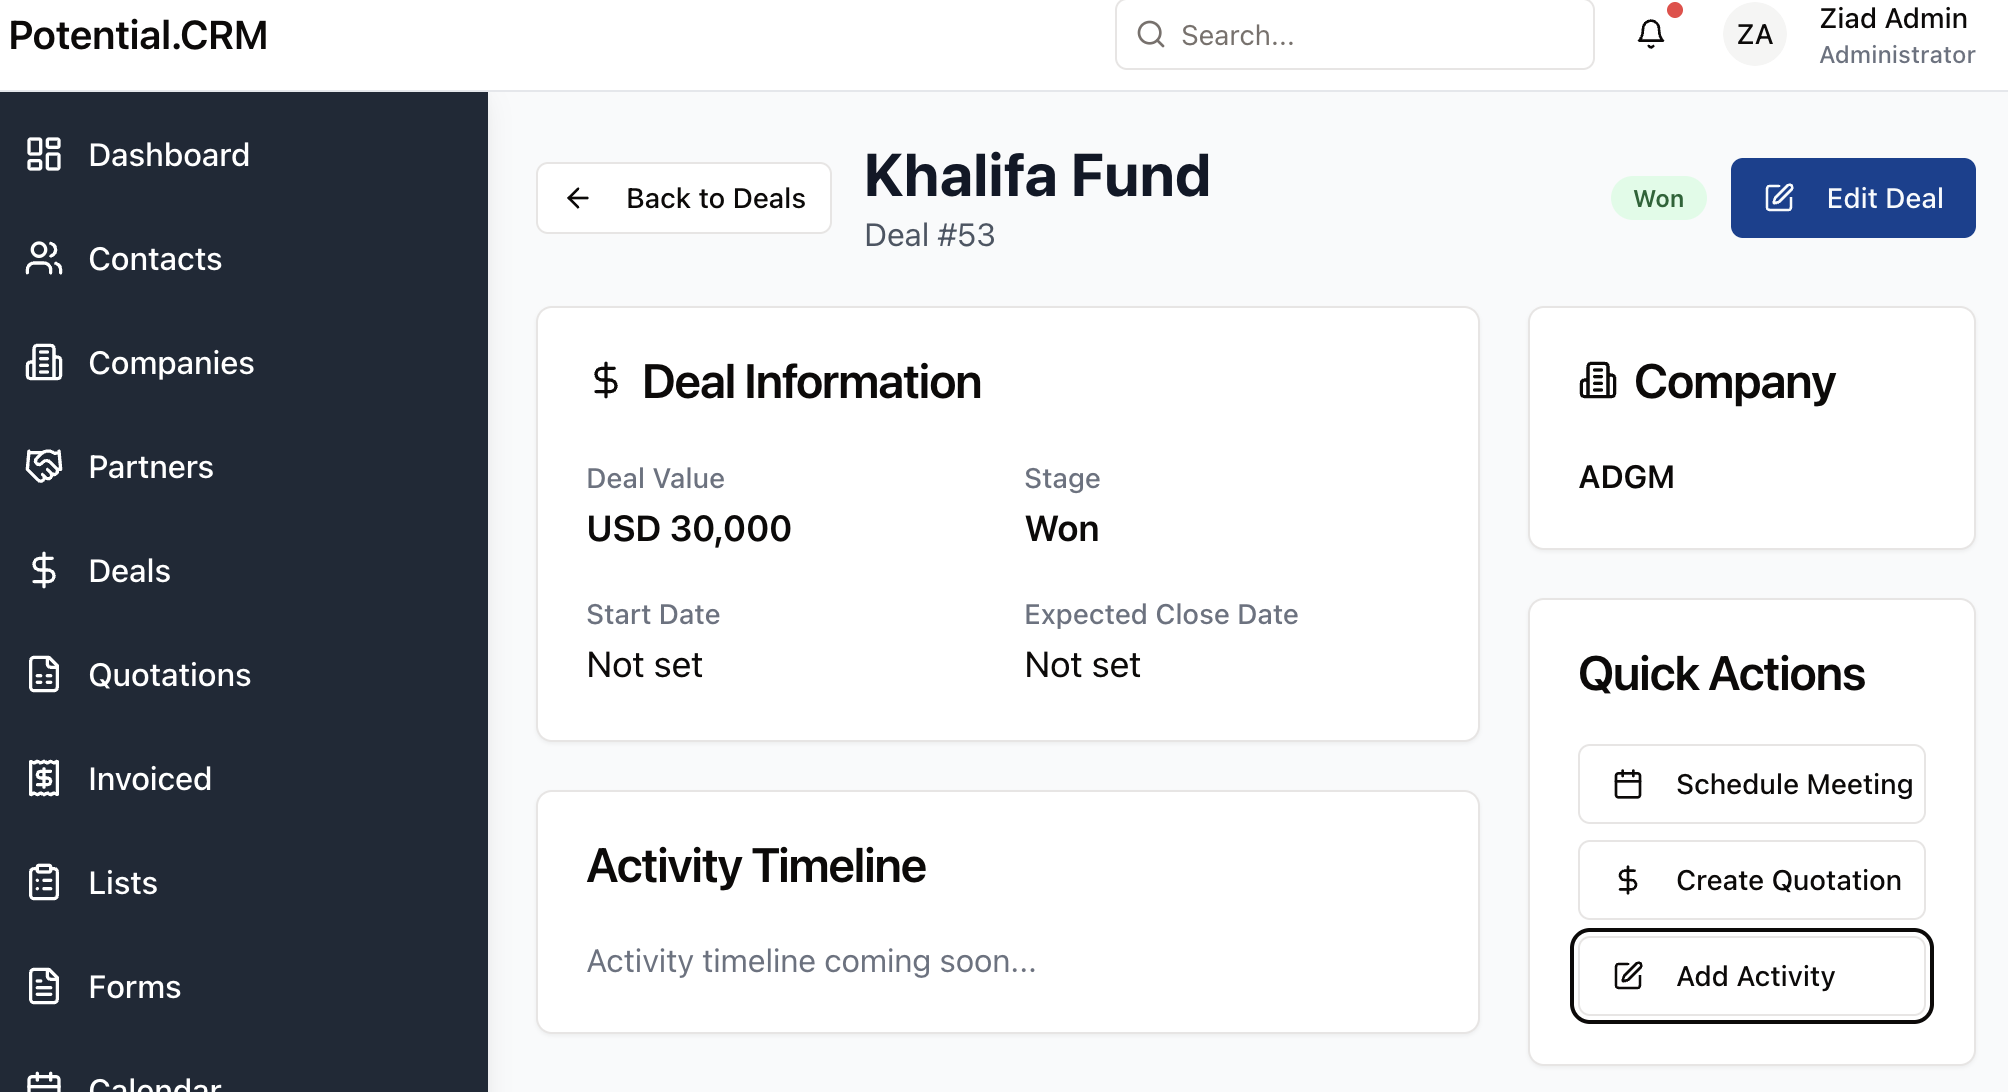 Potential.CRM
Search...
ZA
Ziad Admin
Administrator
Dashboard
Contacts
Companies
Partners
Deals
Quotations
Invoiced
Lists
Forms
Calendar
Back to Deals
Khalifa Fund
Deal #53
Won
Edit Deal
Deal Information
Deal Value
USD 30,000
Stage
Won
Start Date
Not set
Expected Close Date
Not set
Activity Timeline
Activity timeline coming soon...
Company
ADGM
Quick Actions
Schedule Meeting
Create Quotation
Add Activity